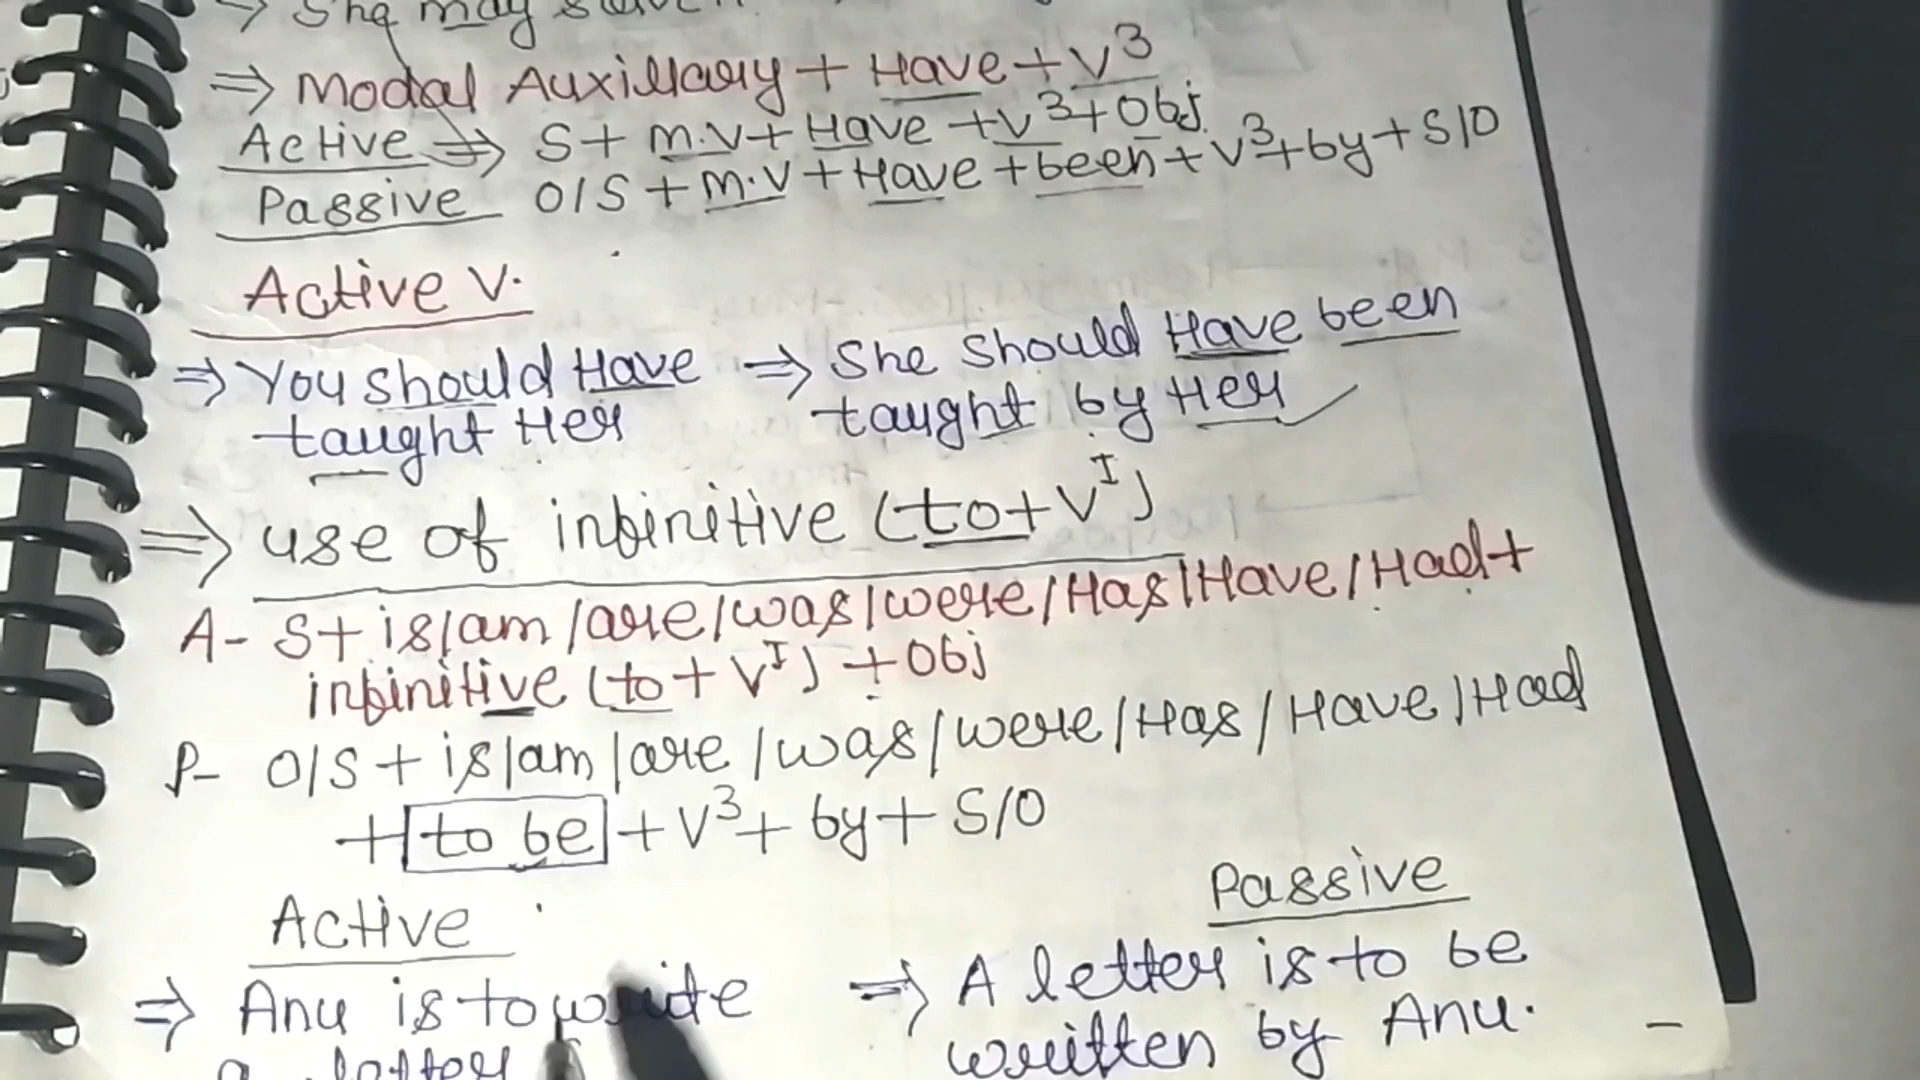 => She may
=> Modal Auxillary + Have + V3
Active => S + m.v + Have + V3 + Obj.
Passive O/S + m.v + Have + been + V3 + by + S/O
Active V.
=> You should Have => She should Have been
taught Her taught by Her
=> use of infinitive (to + VI)
A- S + is/am/are/was/were/Has/Have/Had +
infinitive (to + VI) + Obj
P- O/S + is/am/are/was/were/Has/Have/Had
+ to be + V3 + by + S/O
Active Passive
=> Anu is to write => A letter is to be
a letter written by Anu.